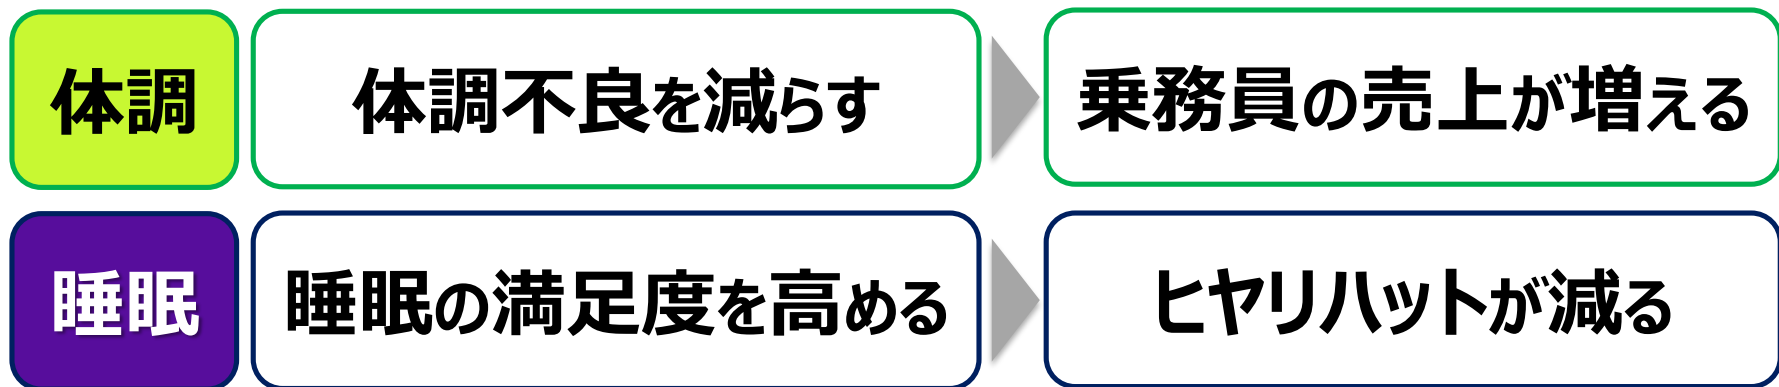 体調
体調不良を減らす
乗務員の売上が増える
睡眠
睡眠の満足度を高める
ヒヤリハットが減る